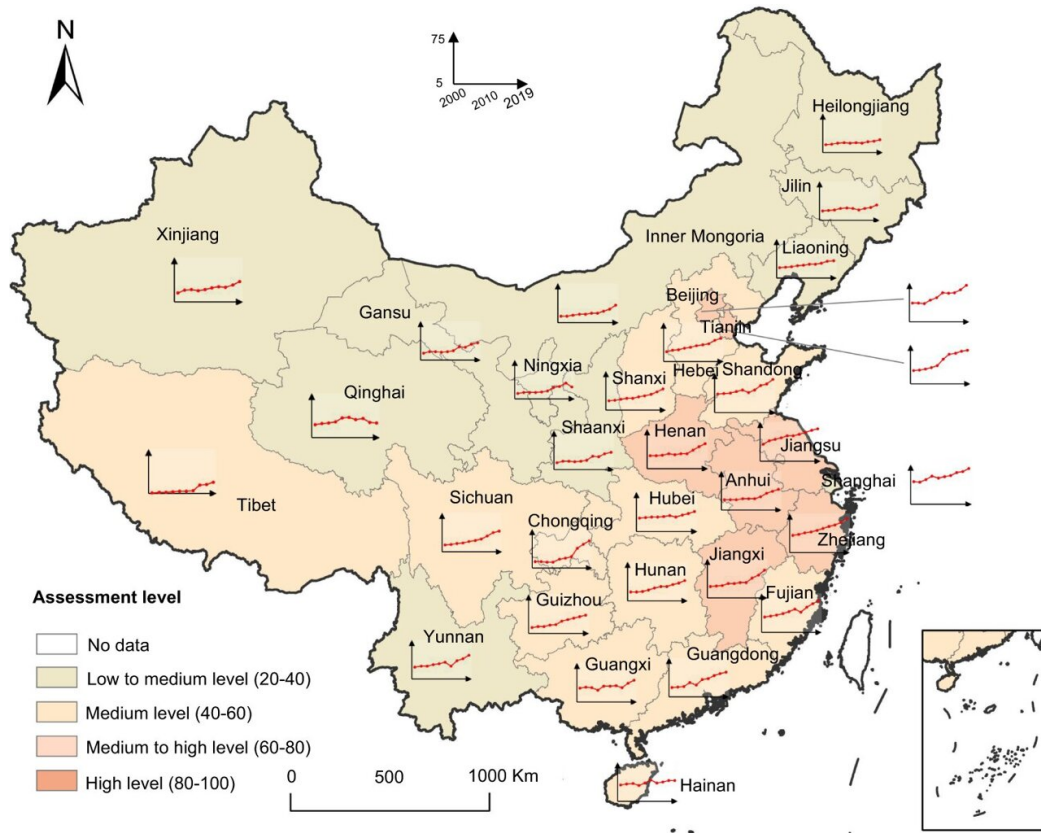 N
75
5
2000
2010
2019
Heilongjiang
Jilin
Xinjiang
Inner Mongoria
Liaoning
Beijing
Gansu
Tianjin
Ningxia
Shanxi
Hebei
Shandong
Qinghai
Shaanxi
Henan
Jiangsu
Shanghai
Anhui
Tibet
Sichuan
Hubei
Chongqing
Zhejiang
Jiangxi
Hunan
Fujian
Guizhou
Yunnan
Guangxi
Guangdong
Hainan
Assessment level
No data
Low to medium level (20-40)
Medium level (40-60)
Medium to high level (60-80)
High level (80-100)
0
500
1000 Km